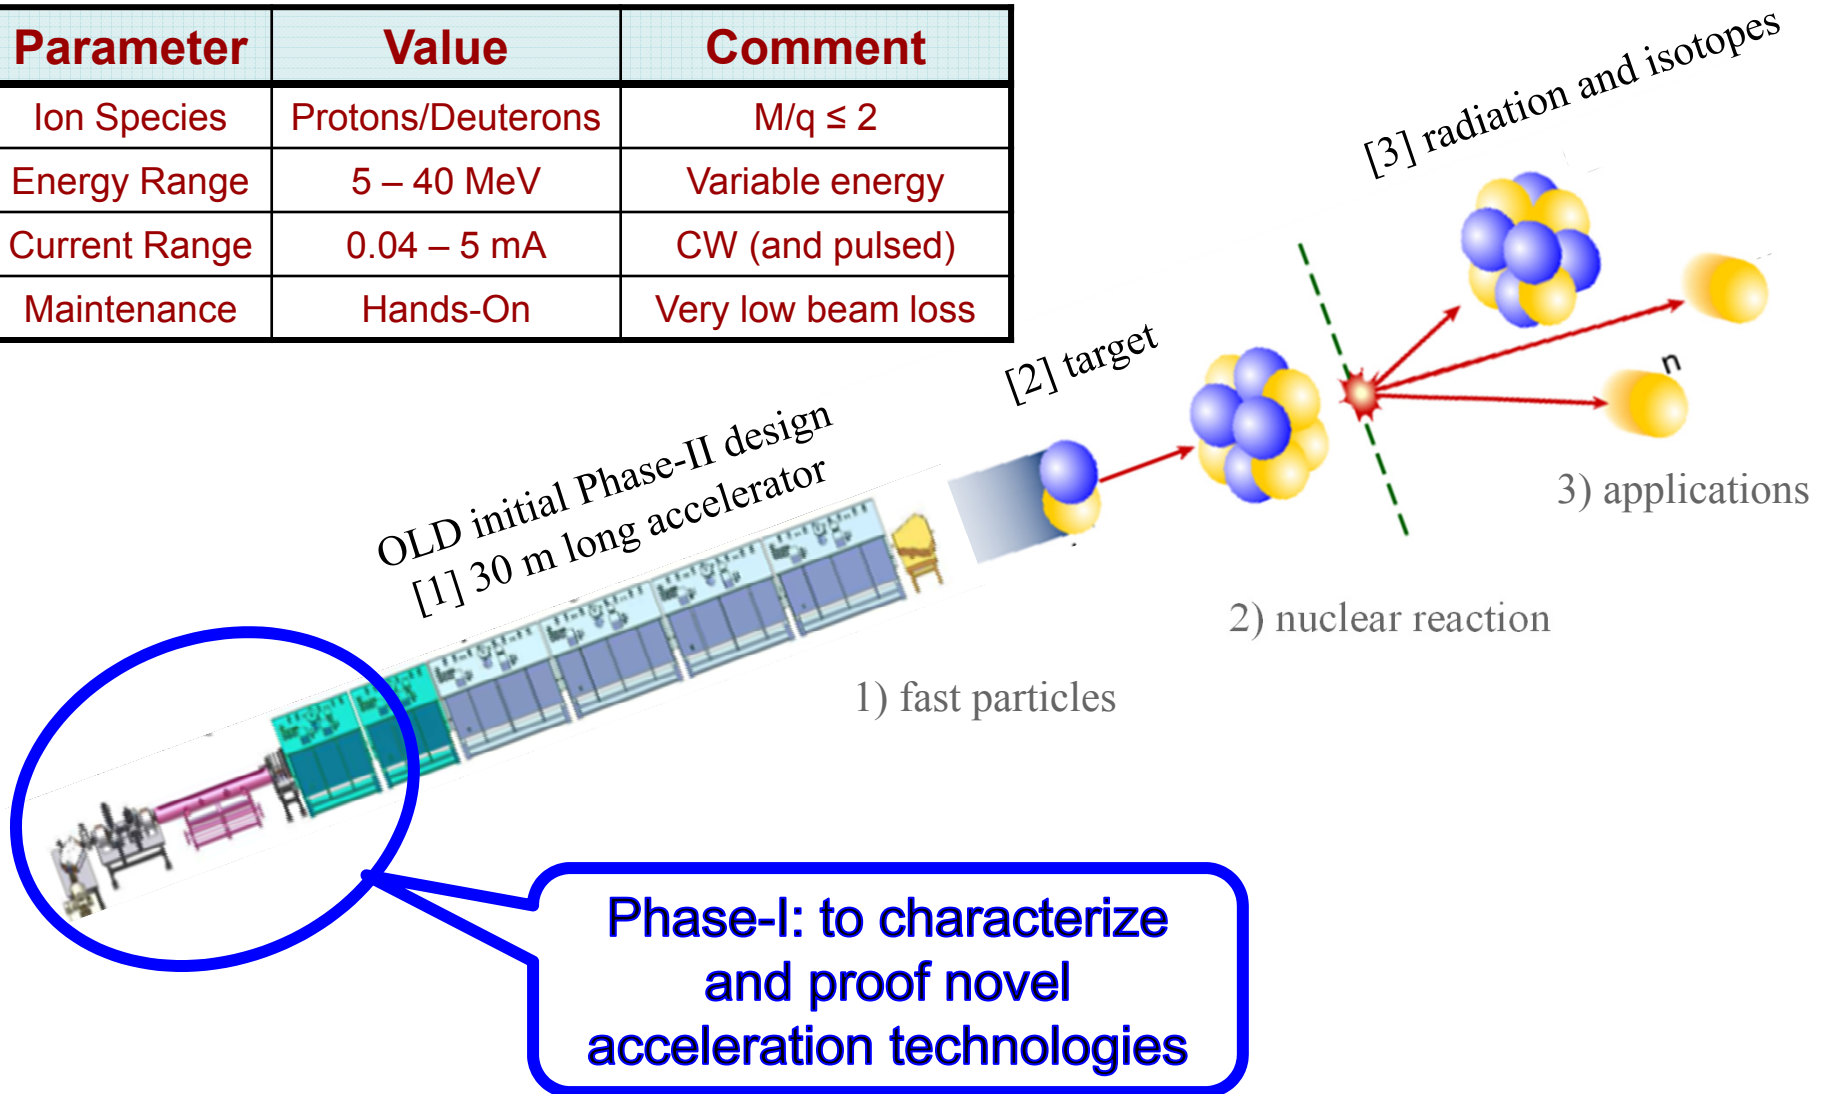 Parameter Value Comment
Ion Species Protons/Deuterons M/q ≤ 2
Energy Range 5 – 40 MeV Variable energy
Current Range 0.04 – 5 mA CW (and pulsed)
Maintenance Hands-On Very low beam loss
[3] radiation and isotopes
[2] target
n
OLD initial Phase-II design
[1] 30 m long accelerator
3) applications
2) nuclear reaction
1) fast particles
Phase-I: to characterize
and proof novel
acceleration technologies